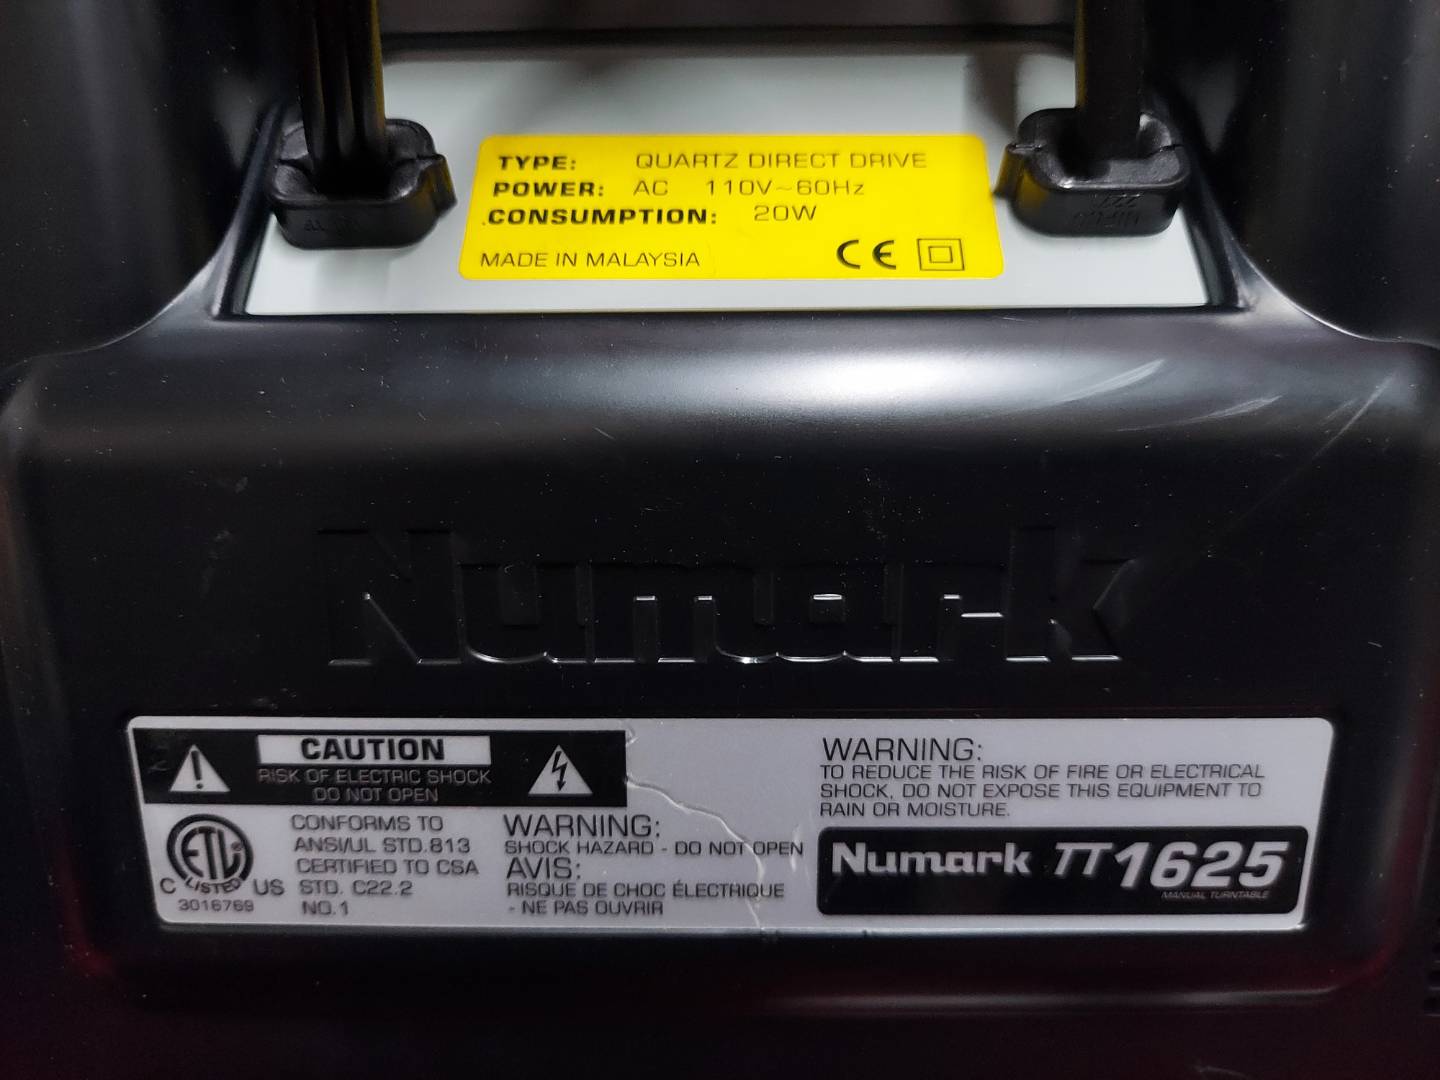 TYPE: QUARTZ DIRECT DRIVE
POWER: AC 110V~60Hz
CONSUMPTION: 20W
MADE IN MALAYSIA CE
Numark
CAUTION
RISK OF ELECTRIC SHOCK
DO NOT OPEN
ETL
C LISTED US
3016769
CONFORMS TO
ANSI/UL STD.813
CERTIFIED TO CSA
STD. C22.2
NO.1
WARNING:
SHOCK HAZARD - DO NOT OPEN
AVIS:
RISQUE DE CHOC ÉLECTRIQUE
- NE PAS OUVRIR
WARNING:
TO REDUCE THE RISK OF FIRE OR ELECTRICAL
SHOCK, DO NOT EXPOSE THIS EQUIPMENT TO
RAIN OR MOISTURE.
Numark TT1625
MANUAL TURNTABLE